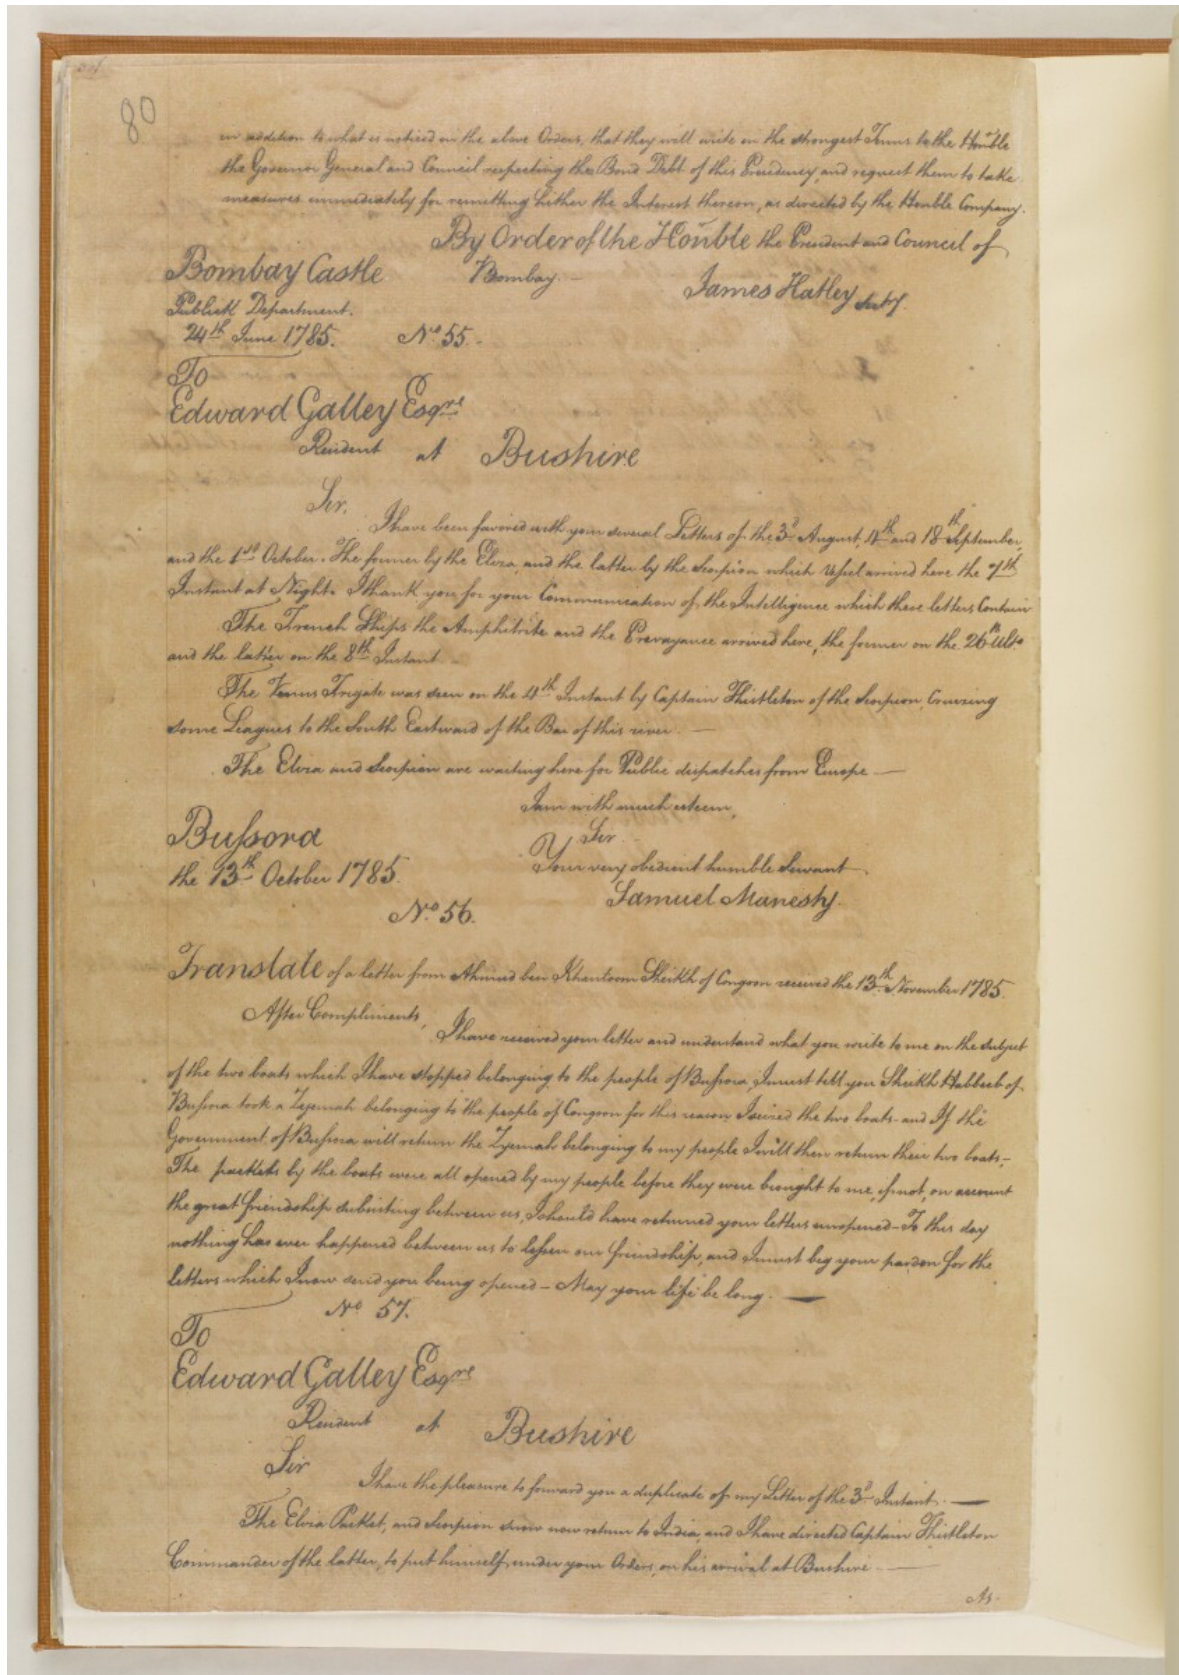 80
in addition to what is noticed in the above Orders, that they will write in the strongest Terms to the Honble
the Governor General and Council respecting the Bond Debt of this Presidency, and request them to take
measures immediately for remitting hither the Interest thereon, as directed by the Honble Company.
By Order of the Honble the President and Council of
Bombay Castle Bombay.—
James Hatley Secry.
Publick Department.
24th June 1785. No. 55.
To
Edward Galley Esqre
Resident at Bushire
Sir,
I have been favored with your several Letters of the 3d August, 4th and 18th September,
and the 1st October. The former by the Elvra, and the latter by the Scorpion which Vessel arrived here the 7th
Instant at Night. I thank you for your Communication of the Intelligence which these letters Contain
The French Ships the Amphitrite and the Prevoyance arrived here, the former on the 26th Ulto
and the latter on the 8th Instant
The Venus Frigate was seen on the 4th Instant by Captain Thistleton of the Scorpion, Cruizing
some Leagues to the South Eastward of the Bar of this river.—
The Elvra and Scorpion are waiting here for Public dispatches from Europe—
I am with much esteem,
Sir
Bussora
Your very obedient humble Servant
the 13th October 1785.
Samuel Manesty.
No. 56.
Translate of a letter from Ahmed ben Khantoom Sheikh of Congoon received the 13th November 1785.
After Compliments,
I have received your letter and understand what you write to me on the subject
of the two boats which I have stopped belonging to the people of Bussora, I must tell you Sheikh Habbeeb of
Bussora took a Zyemah belonging to the people of Congoon for this reason I seized the two boats and If the
Government of Bussora will return the Zyemah belonging to my people I will then return their two boats—
The packets by the boats were all opened by my people before they were brought to me, if not, on account
the great friendship subsisting between us, I should have returned your letters unopened—To this day
nothing has ever happened between us to lessen our friendship, and I must beg your pardon for the
letters which I now send you being opened— May your life be long.—
No 57.
To
Edward Galley Esqre
Resident at Bushire
Sir
I have the pleasure to forward you a duplicate of my Letter of the 3d Instant.—
The Elvra Packet, and Scorpion Snow now return to India, and I have directed Captain Thistleton
Commander of the latter, to put himself under your Orders, on his arrival at Bushire.—
As